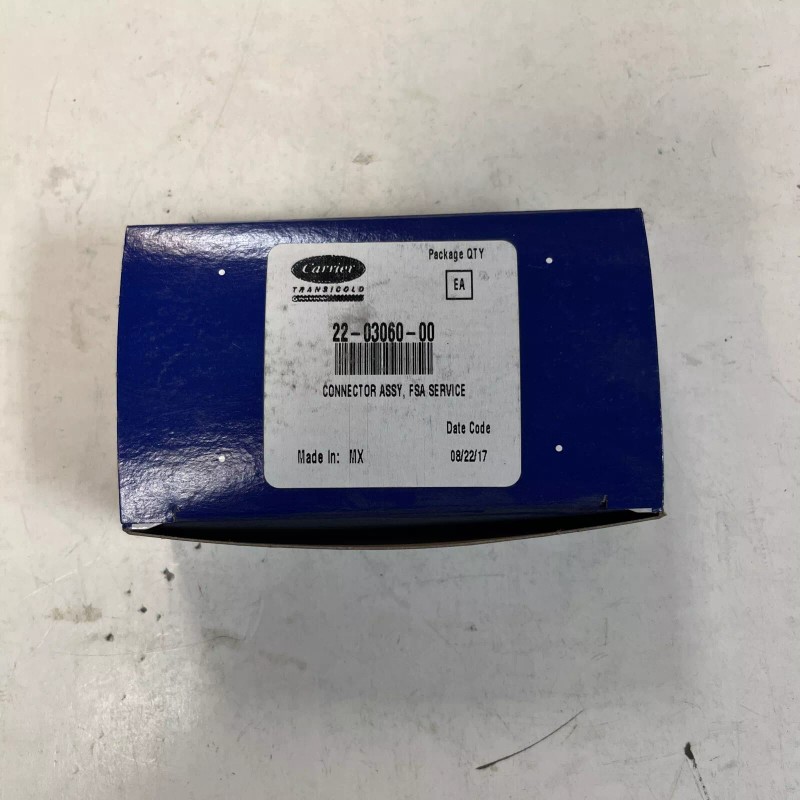 Carrier
TRANSICOLD
Package QTY
EA
22-03060-00
CONNECTOR ASSY, FSA SERVICE
Date Code
Made In: MX
08/22/17